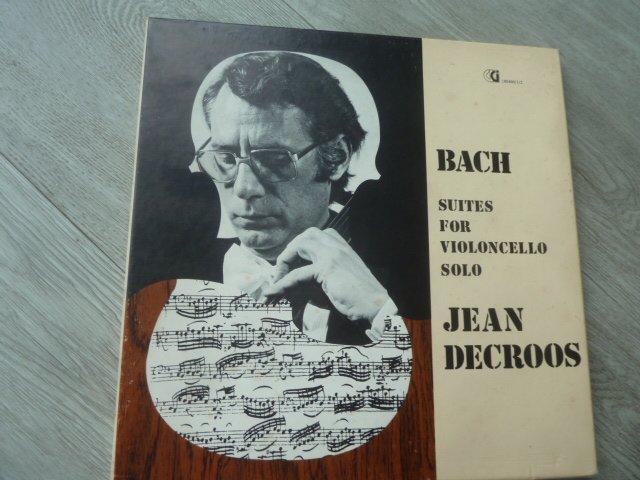 BACH
SUITES
FOR
VIOLONCELLO
SOLO
JEAN
DECROOS